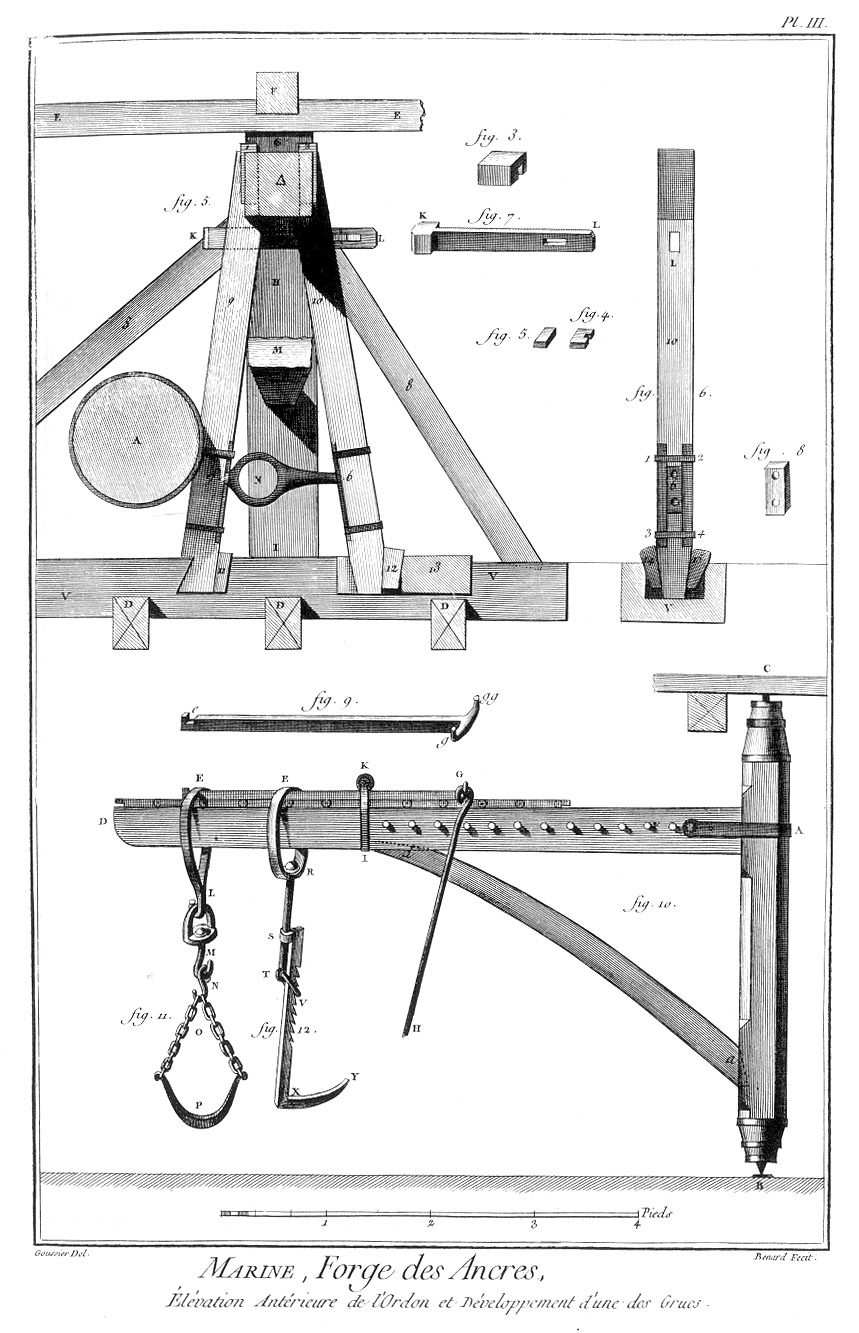 Pl. III.
F
E E
6
Δ
fig. 3.
fig. 5.
K L
K fig. 7. L
L
H
9 10
S
M
fig. 5. fig. 4.
10
8
fig. 6.
A
1 2
fig. 8
N 6
6
3 4
I
11 12 13
V V
V
D D D
C
e fig. 9. gg
g
E E K G
D
A
I d
R
L
fig. 10.
S
M
T
N
V
fig. 11. O fig. 12. H
a
X Y
P
B
1 2 3 4 Pieds
Goussier Del. Benard Fecit.
MARINE, Forge des Ancres,
Élévation Antérieure de l'Ordon et Développement d'une des Grues.